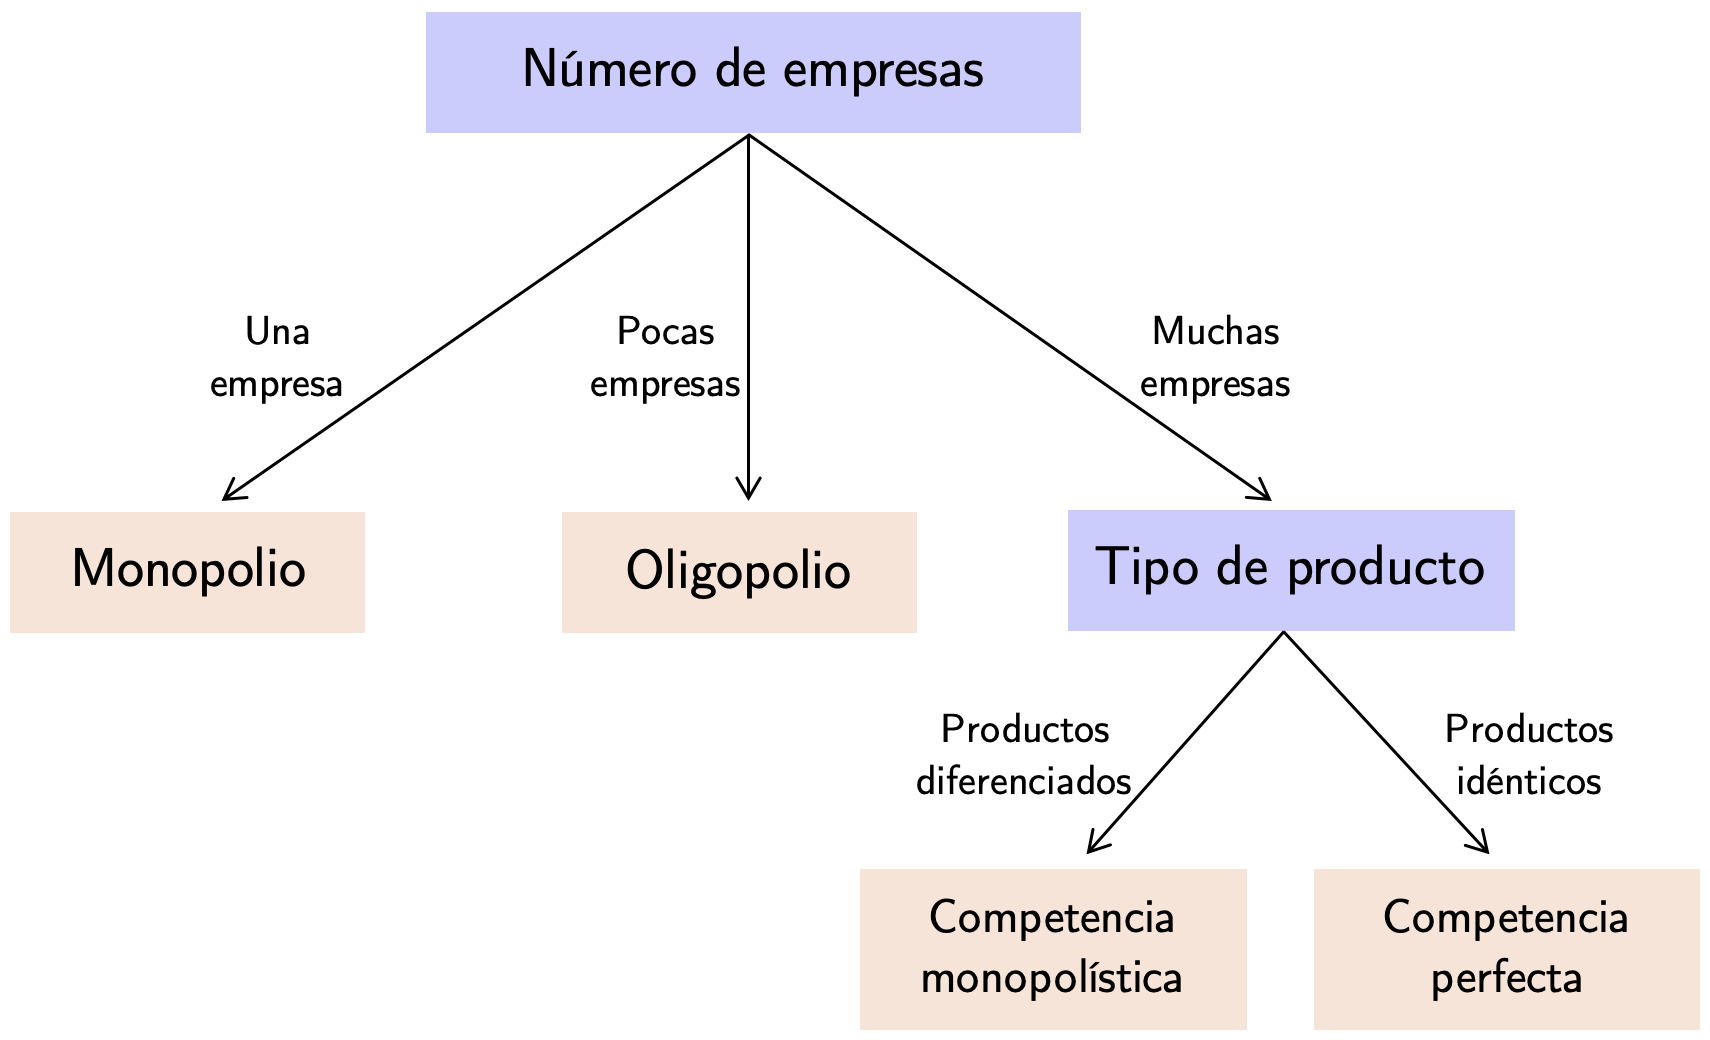 Número de empresas
Una
empresa
Pocas
empresas
Muchas
empresas
Monopolio
Oligopolio
Tipo de producto
Productos
diferenciados
Productos
idénticos
Competencia
monopolística
Competencia
perfecta